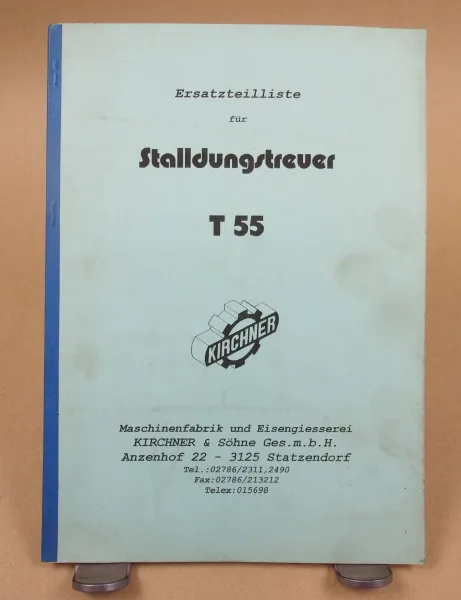 Ersatzteilliste
für
Stalldungstreuer
T 55
KIRCHNER
Maschinenfabrik und Eisengiesserei
KIRCHNER & Söhne Ges.m.b.H.
Anzenhof 22 - 3125 Statzendorf
Tel.:02786/2311,2490
Fax:02786/213212
Telex:015698